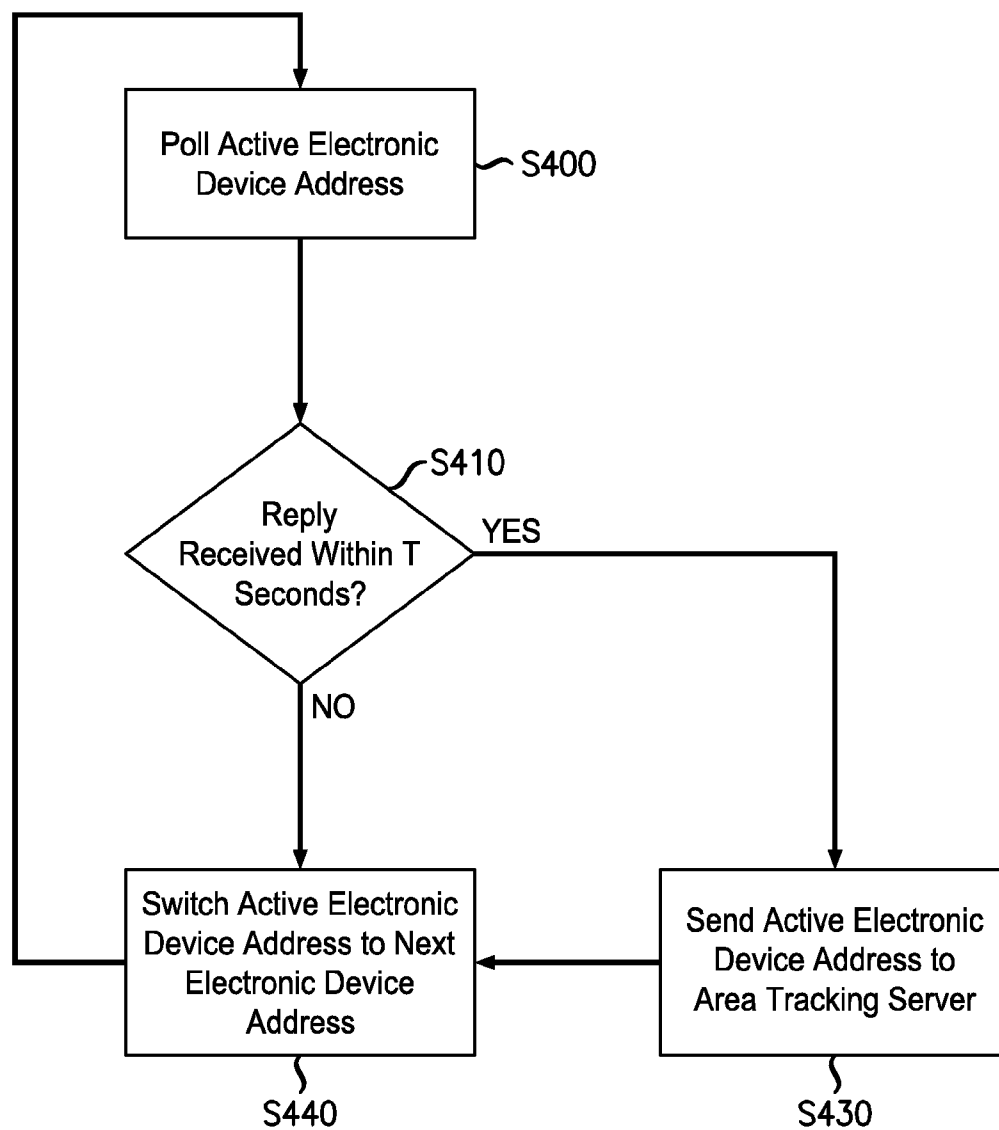 Poll Active Electronic
Device Address
S400
S410
Reply
Received Within T
Seconds?
YES
NO
Switch Active Electronic
Device Address to Next
Electronic Device
Address
S440
Send Active Electronic
Device Address to
Area Tracking Server
S430